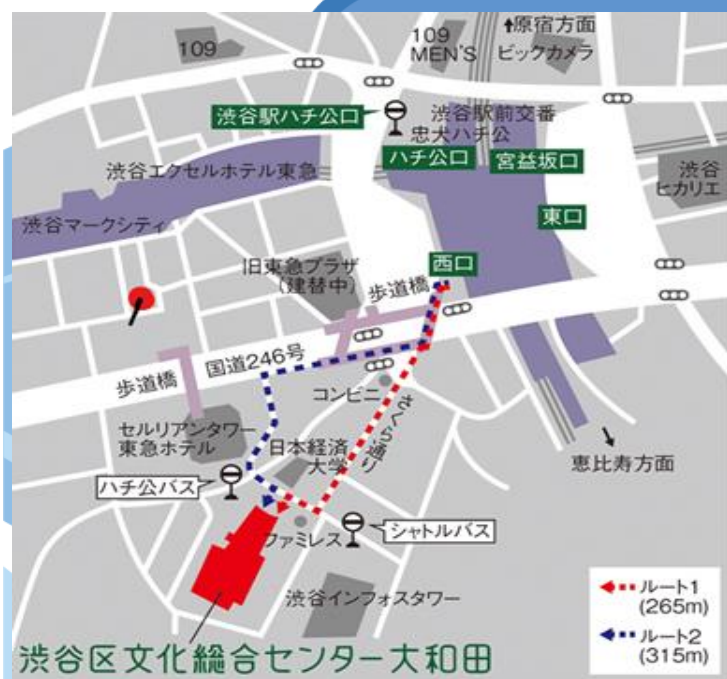 ↑原宿方面
109
109
MEN'S
ビックカメラ
渋谷駅ハチ公口
渋谷駅前交番
忠犬ハチ公
ハチ公口
宮益坂口
渋谷エクセルホテル東急
渋谷
ヒカリエ
渋谷マークシティ
東口
旧東急プラザ
(建替中)
西口
歩道橋
国道246号
歩道橋
コンビニ
さくら通り
セルリアンタワー
東急ホテル
日本経済
大学
恵比寿方面
ハチ公バス
ファミレス
シャトルバス
渋谷インフォスタワー
ルート1
(265m)
ルート2
(315m)
渋谷区文化総合センター大和田